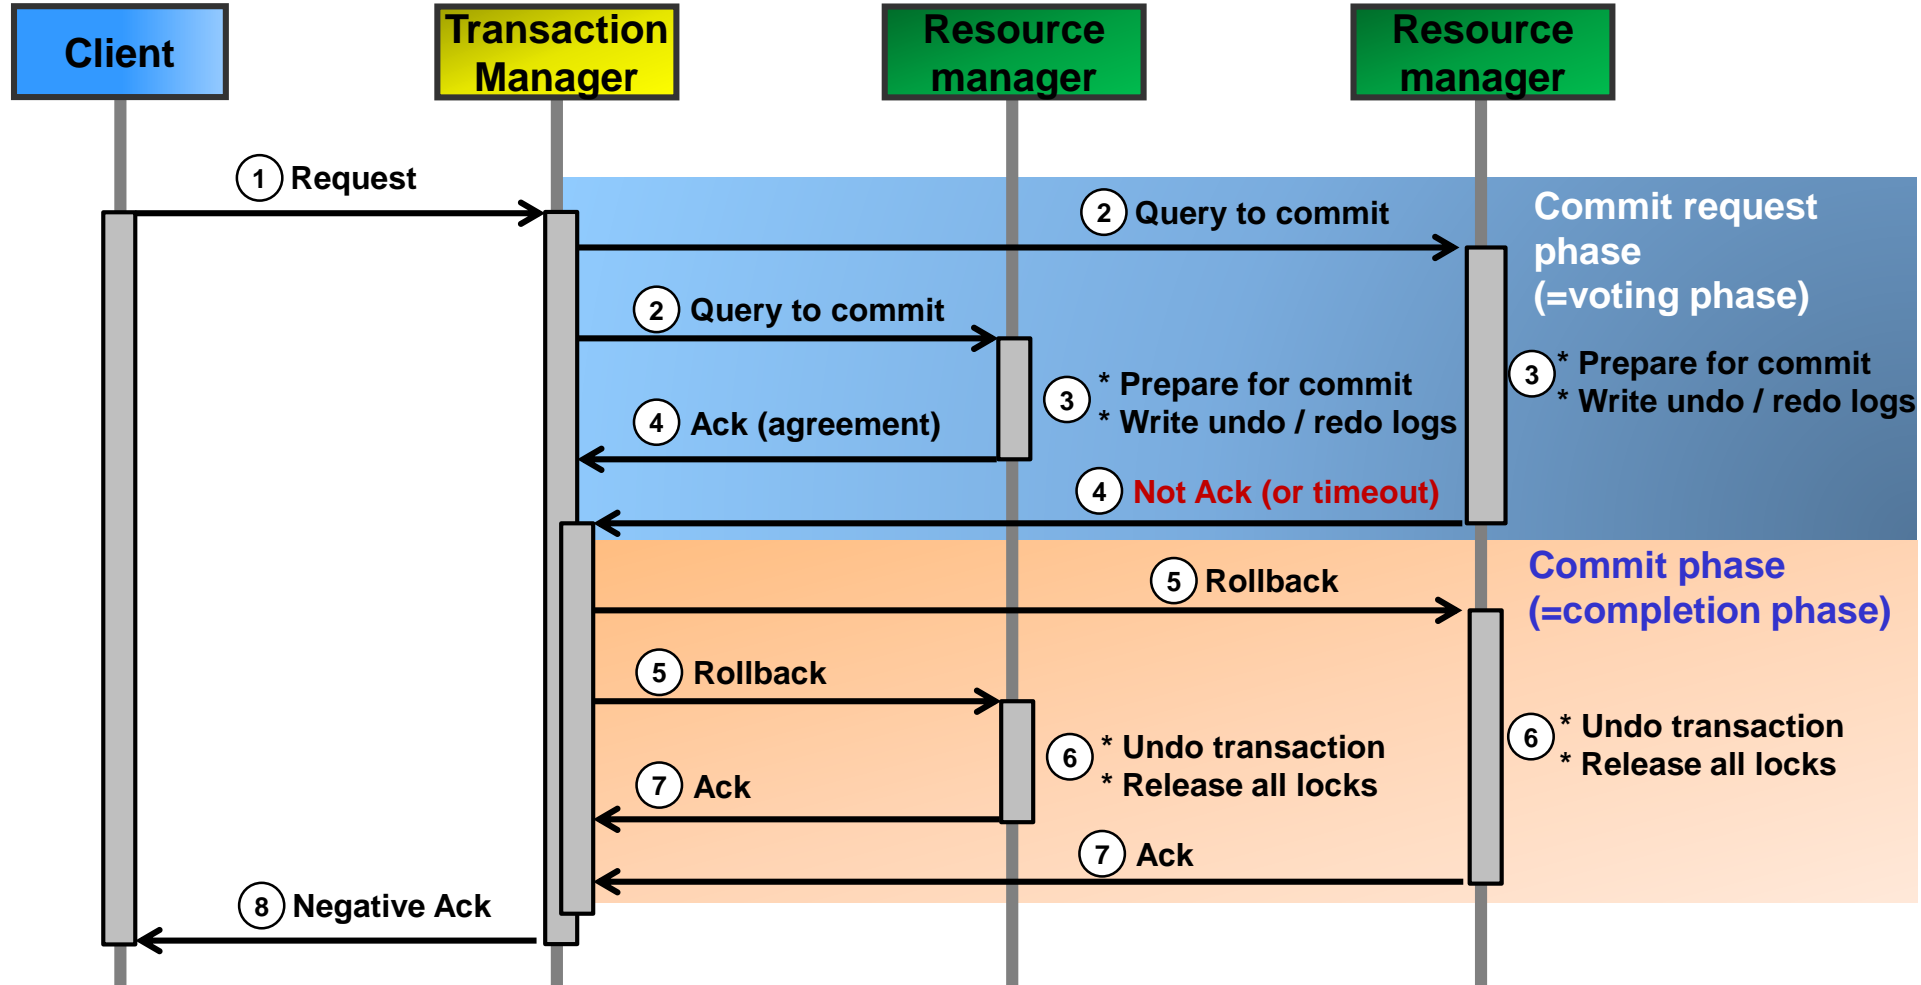 Client
Transaction
Manager
Resource
manager
Resource
manager
1 Request
2 Query to commit
Commit request
phase
(=voting phase)
2 Query to commit
3 * Prepare for commit
* Write undo / redo logs
3 * Prepare for commit
* Write undo / redo logs
4 Ack (agreement)
4 Not Ack (or timeout)
Commit phase
(=completion phase)
5 Rollback
5 Rollback
6 * Undo transaction
* Release all locks
6 * Undo transaction
* Release all locks
7 Ack
7 Ack
8 Negative Ack